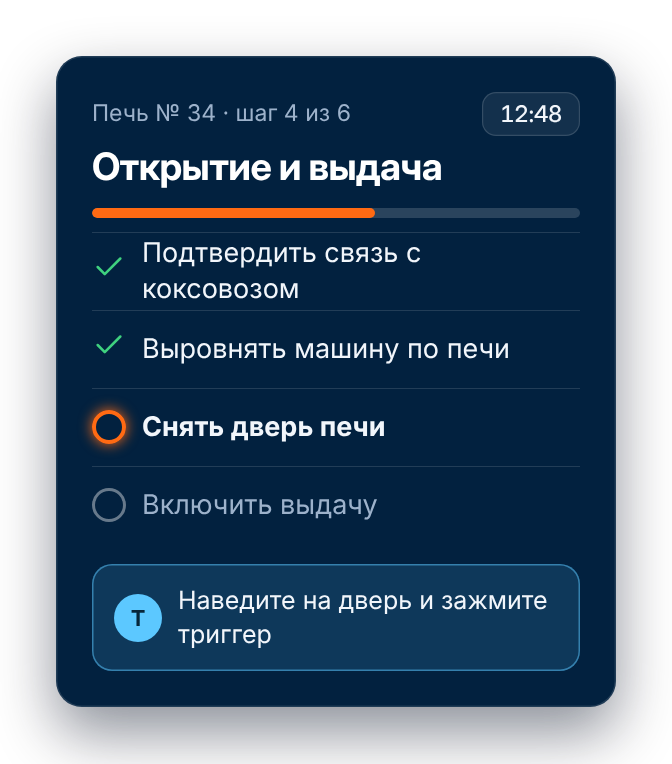 Печь № 34 · шаг 4 из 6
12:48
Открытие и выдача
Подтвердить связь с
коксовозом
Выровнять машину по печи
Снять дверь печи
Включить выдачу
T
Наведите на дверь и зажмите
триггер